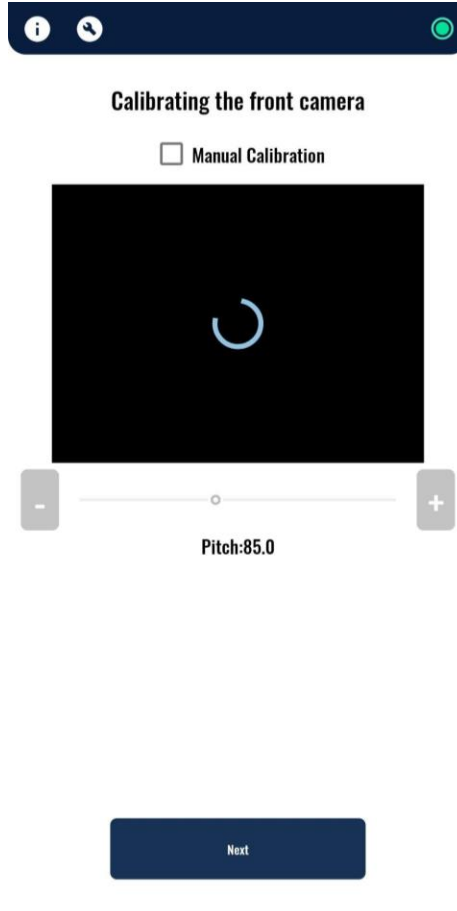 i
Calibrating the front camera
Manual Calibration
- +
Pitch:85.0
Next